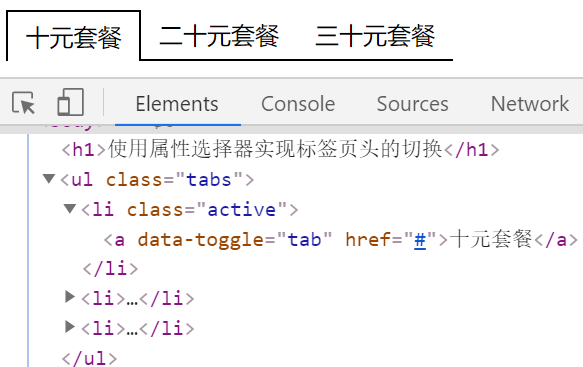 十元套餐 二十元套餐 三十元套餐
Elements Console Sources Network
<h1>使用属性选择器实现标签页头的切换</h1>
▼<ul class="tabs">
▼<li class="active">
<a data-toggle="tab" href="#">十元套餐</a>
</li>
▶<li>…</li>
▶<li>…</li>
</ul>